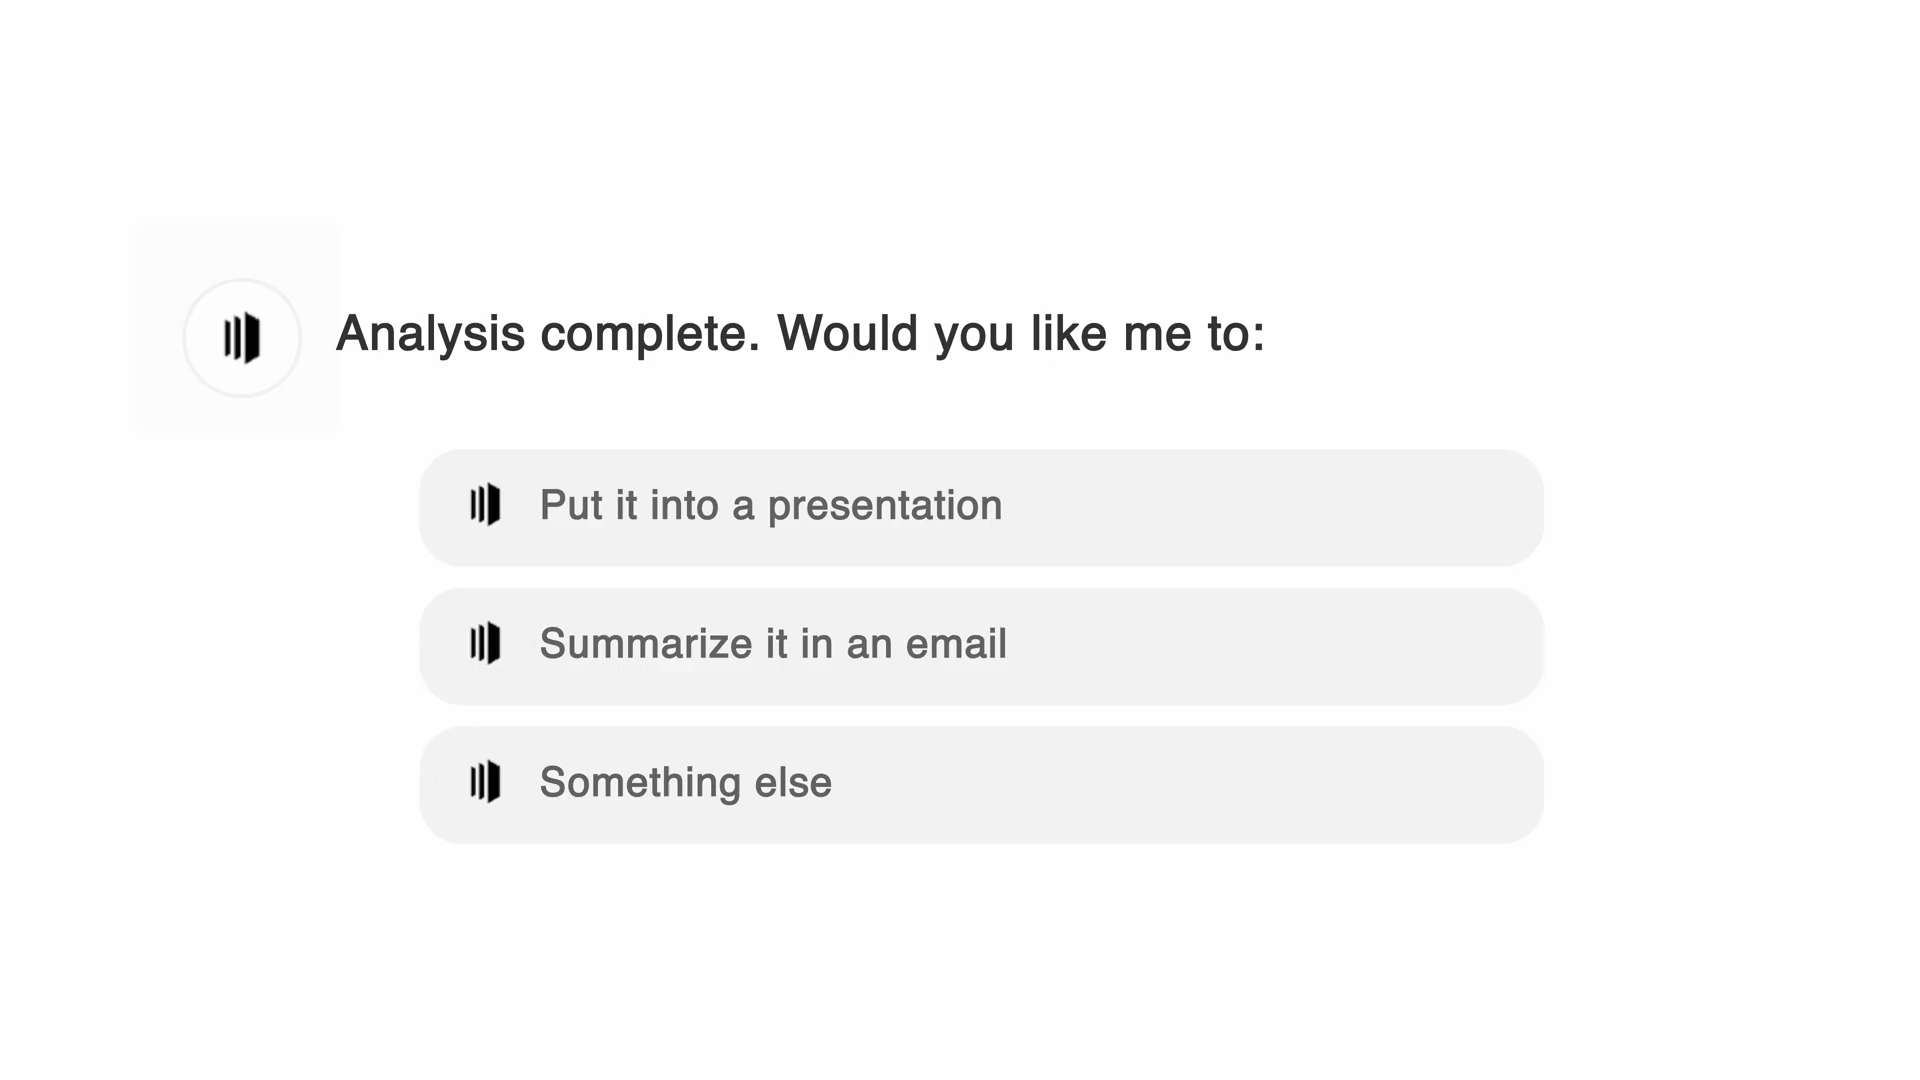 Analysis complete. Would you like me to:
Put it into a presentation
Summarize it in an email
Something else